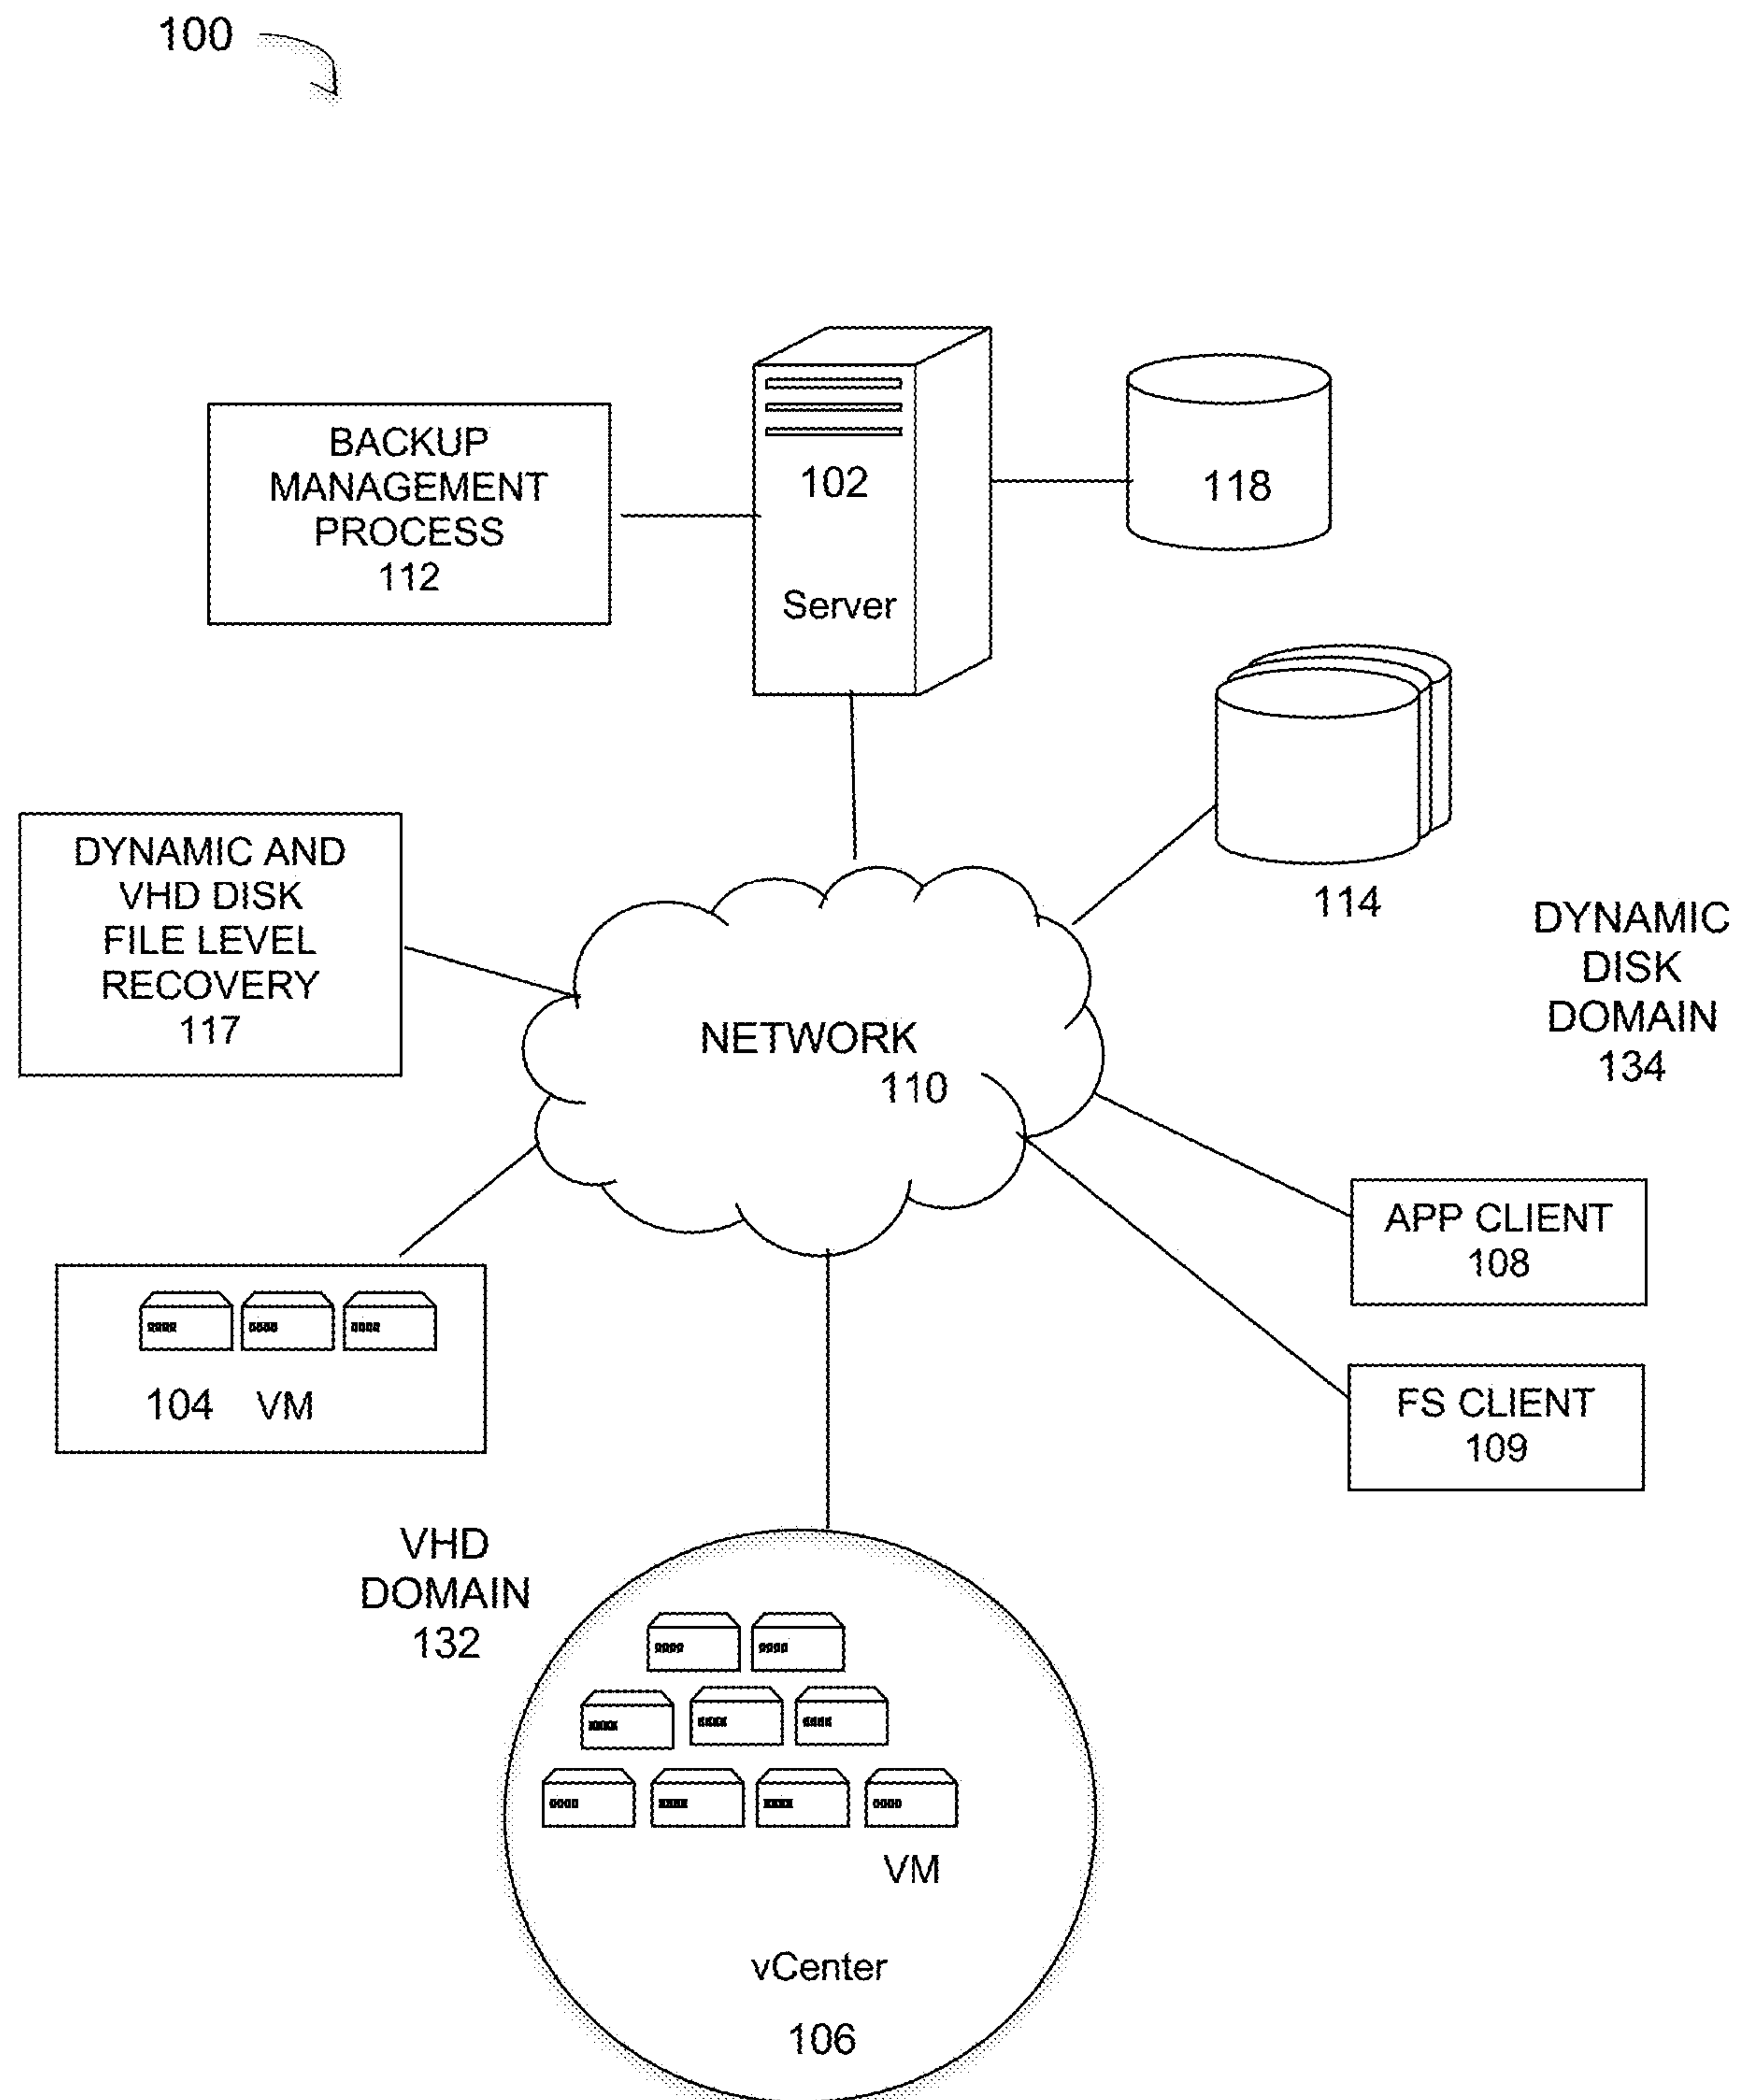 100
BACKUP
MANAGEMENT
PROCESS
112
102
Server
118
114
DYNAMIC
DISK
DOMAIN
134
DYNAMIC AND
VHD DISK
FILE LEVEL
RECOVERY
117
NETWORK
110
APP CLIENT
108
FS CLIENT
109
104 VM
VHD
DOMAIN
132
VM
vCenter
106